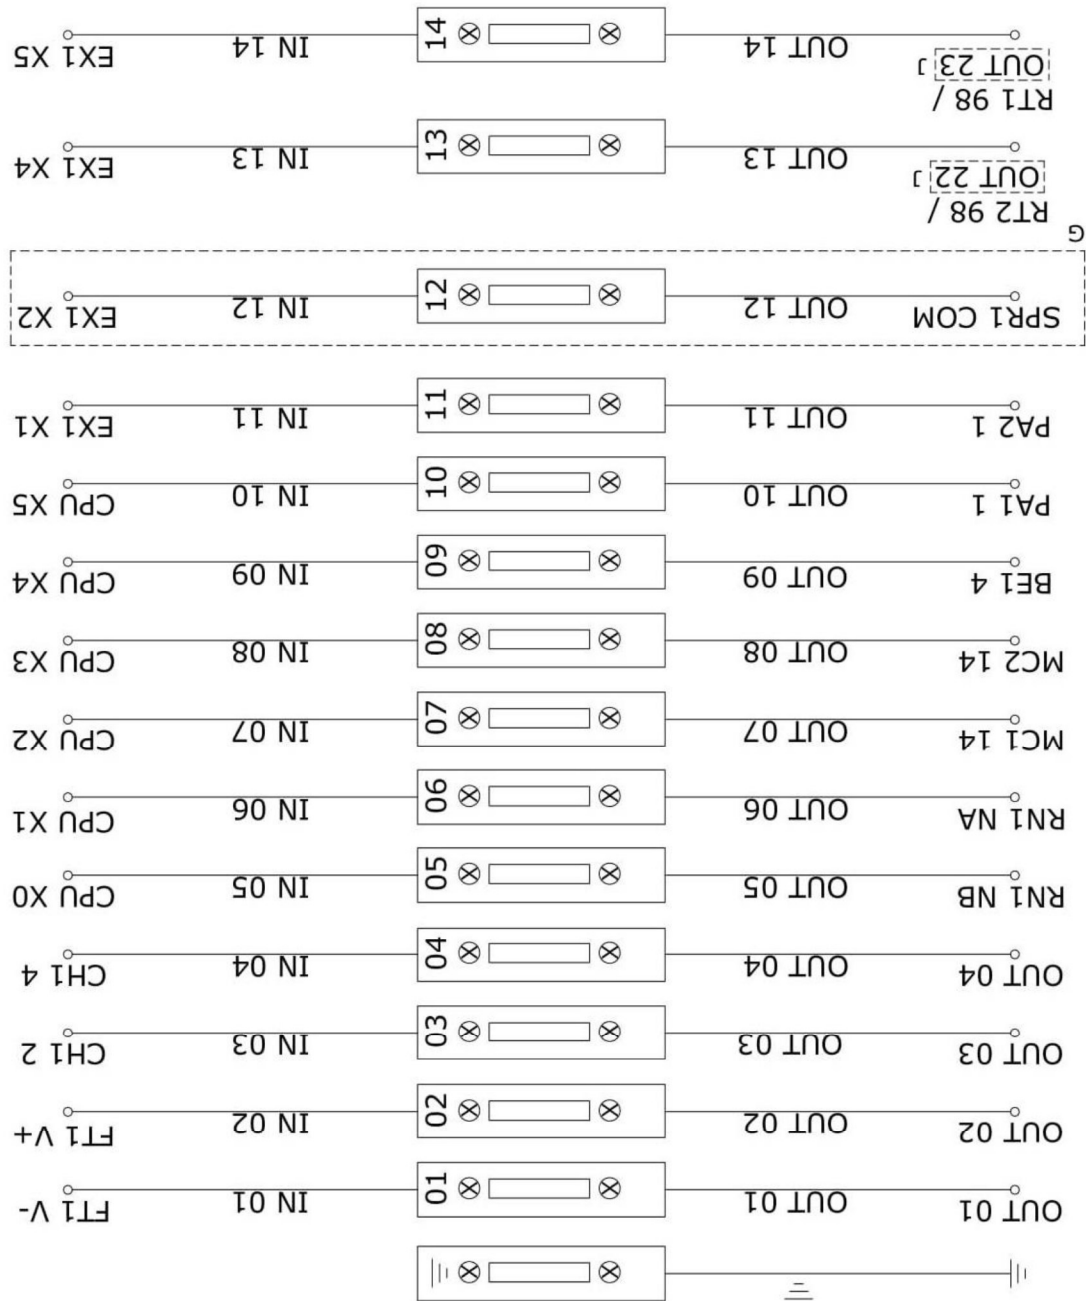 OUT 01
OUT 01
01
IN 01
FT1 V-
OUT 02
OUT 02
02
IN 02
FT1 V+
OUT 03
OUT 03
03
IN 03
CH1 2
OUT 04
OUT 04
04
IN 04
CH1 4
RN1 NB
OUT 05
05
IN 05
CPU X0
RN1 NA
OUT 06
06
IN 06
CPU X1
MC1 14
OUT 07
07
IN 07
CPU X2
MC2 14
OUT 08
08
IN 08
CPU X3
BE1 4
OUT 09
09
IN 09
CPU X4
PA1 1
OUT 10
10
IN 10
CPU X5
PA2 1
OUT 11
11
IN 11
EX1 X1
SPR1 COM
OUT 12
12
IN 12
EX1 X2
G
RT2 98 /
OUT 22 J
OUT 13
13
IN 13
EX1 X4
RT1 98 /
OUT 23 J
OUT 14
14
IN 14
EX1 X5